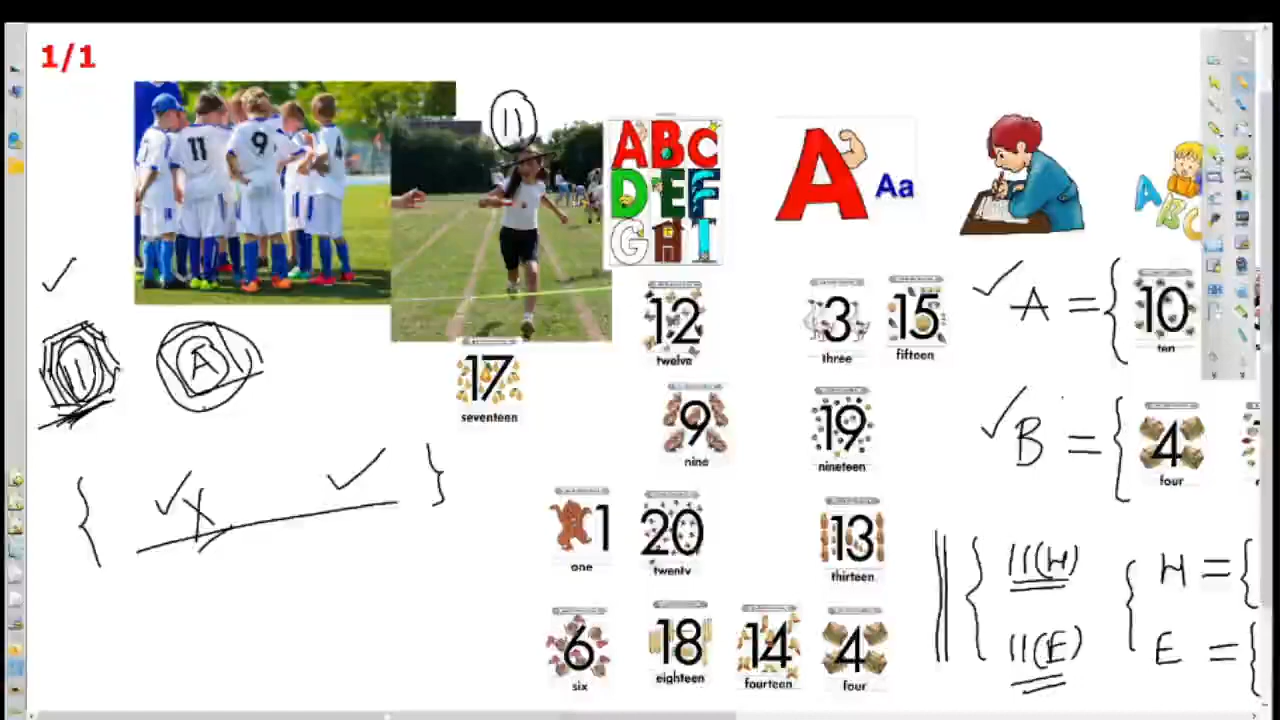 1/1
11 9 4
11
ABC
DEF
GHI
A Aa
A B C
12
twelve
3
three
15
fifteen
A = { 10
ten
17
seventeen
11
A
9
nine
19
nineteen
B = { 4
four
{ X }
1
one
20
twenty
13
thirteen
{ 11(H)
11(E)
{ H = {
E = {
6
six
18
eighteen
14
fourteen
4
four